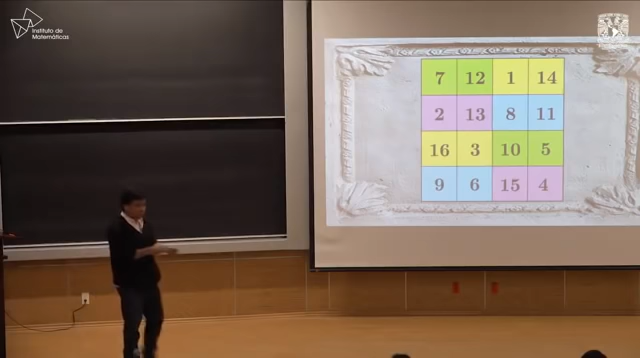 Instituto de
Matemáticas
7 12 1 14
2 13 8 11
16 3 10 5
9 6 15 4